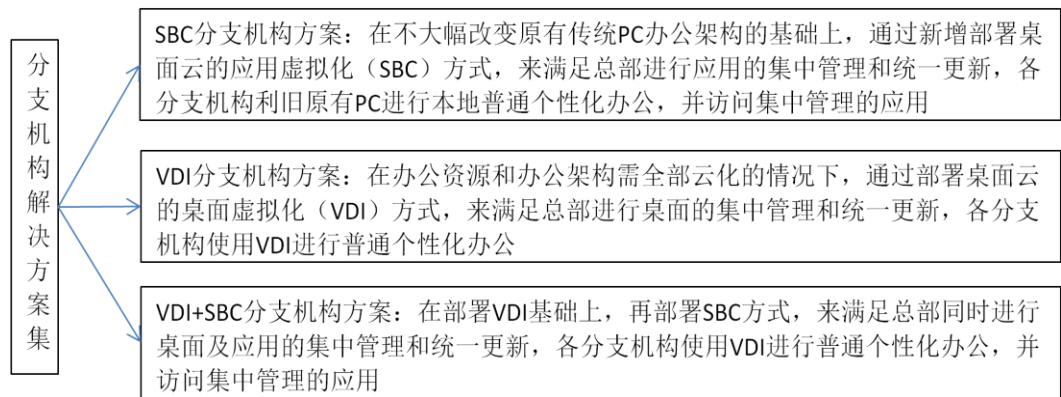 分支机构解决方案集
SBC分支机构方案：在不大幅改变原有传统PC办公架构的基础上，通过新增部署桌
面云的应用虚拟化（SBC）方式，来满足总部进行应用的集中管理和统一更新，各
分支机构利旧原有PC进行本地普通个性化办公，并访问集中管理的应用
VDI分支机构方案：在办公资源和办公架构需全部云化的情况下，通过部署桌面云
的桌面虚拟化（VDI）方式，来满足总部进行桌面的集中管理和统一更新，各分支
机构使用VDI进行普通个性化办公
VDI+SBC分支机构方案：在部署VDI基础上，再部署SBC方式，来满足总部同时进行
桌面及应用的集中管理和统一更新，各分支机构使用VDI进行普通个性化办公，并
访问集中管理的应用